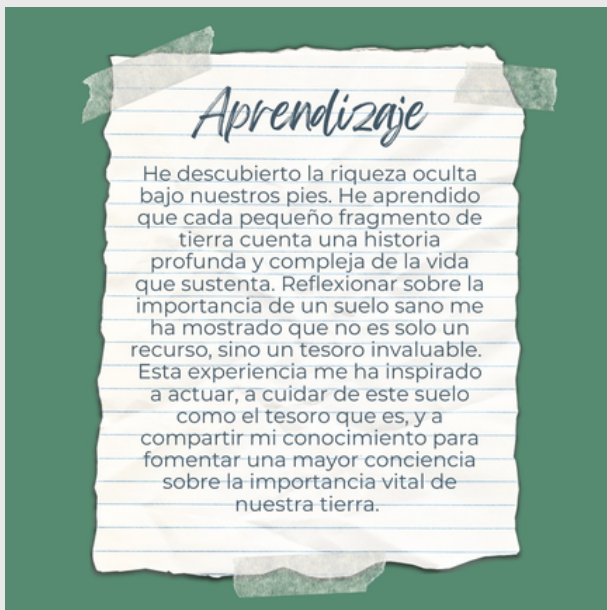 Aprendizaje
He descubierto la riqueza oculta
bajo nuestros pies. He aprendido
que cada pequeño fragmento de
tierra cuenta una historia
profunda y compleja de la vida
que sustenta. Reflexionar sobre la
importancia de un suelo sano me
ha mostrado que no es solo un
recurso, sino un tesoro invaluable.
Esta experiencia me ha inspirado
a actuar, a cuidar de este suelo
como el tesoro que es, y a
compartir mi conocimiento para
fomentar una mayor conciencia
sobre la importancia vital de
nuestra tierra.